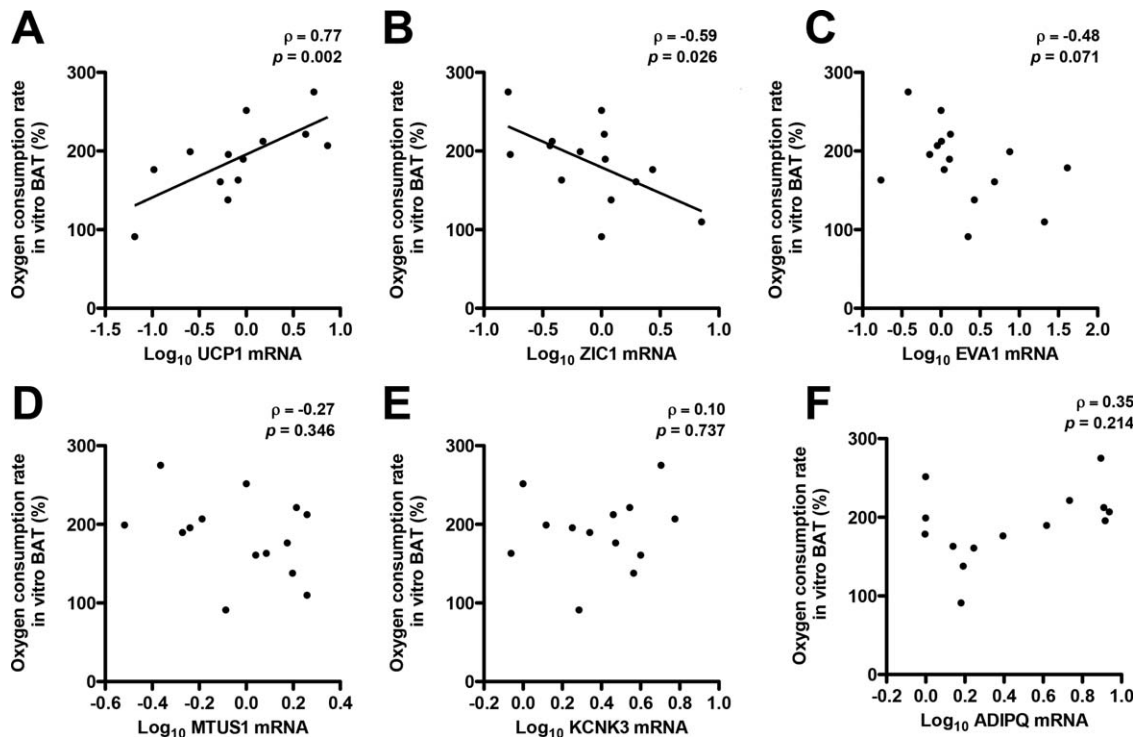 A
ρ = 0.77
p = 0.002
Oxygen consumption rate
in vitro BAT (%)
300
200
100
0
-1.5 -1.0 -0.5 0.0 0.5 1.0
Log10 UCP1 mRNA
B
ρ = -0.59
p = 0.026
Oxygen consumption rate
in vitro BAT (%)
300
200
100
0
-1.0 -0.5 0.0 0.5 1.0
Log10 ZIC1 mRNA
C
ρ = -0.48
p = 0.071
Oxygen consumption rate
in vitro BAT (%)
300
200
100
0
-1.0 -0.5 0.0 0.5 1.0 1.5 2.0
Log10 EVA1 mRNA
D
ρ = -0.27
p = 0.346
Oxygen consumption rate
in vitro BAT (%)
300
200
100
0
-0.6 -0.4 -0.2 0.0 0.2 0.4
Log10 MTUS1 mRNA
E
ρ = 0.10
p = 0.737
Oxygen consumption rate
in vitro BAT (%)
300
200
100
0
-0.2 0.0 0.2 0.4 0.6 0.8 1.0
Log10 KCNK3 mRNA
F
ρ = 0.35
p = 0.214
Oxygen consumption rate
in vitro BAT (%)
300
200
100
0
-0.2 0.0 0.2 0.4 0.6 0.8 1.0
Log10 ADIPQ mRNA